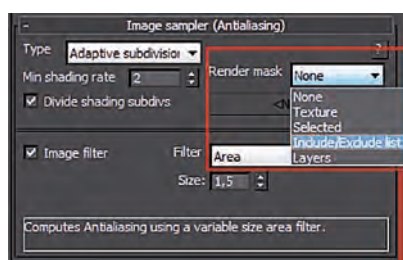 - Image sampler (Antialiasing)
Type Adaptive subdivision ?
Min shading rate 2 Render mask None
Divide shading subdivs
None
Texture
Selected
Include/Exclude list
Layers
Image filter Filter Area
Size: 1,5
Computes Antialiasing using a variable size area filter.